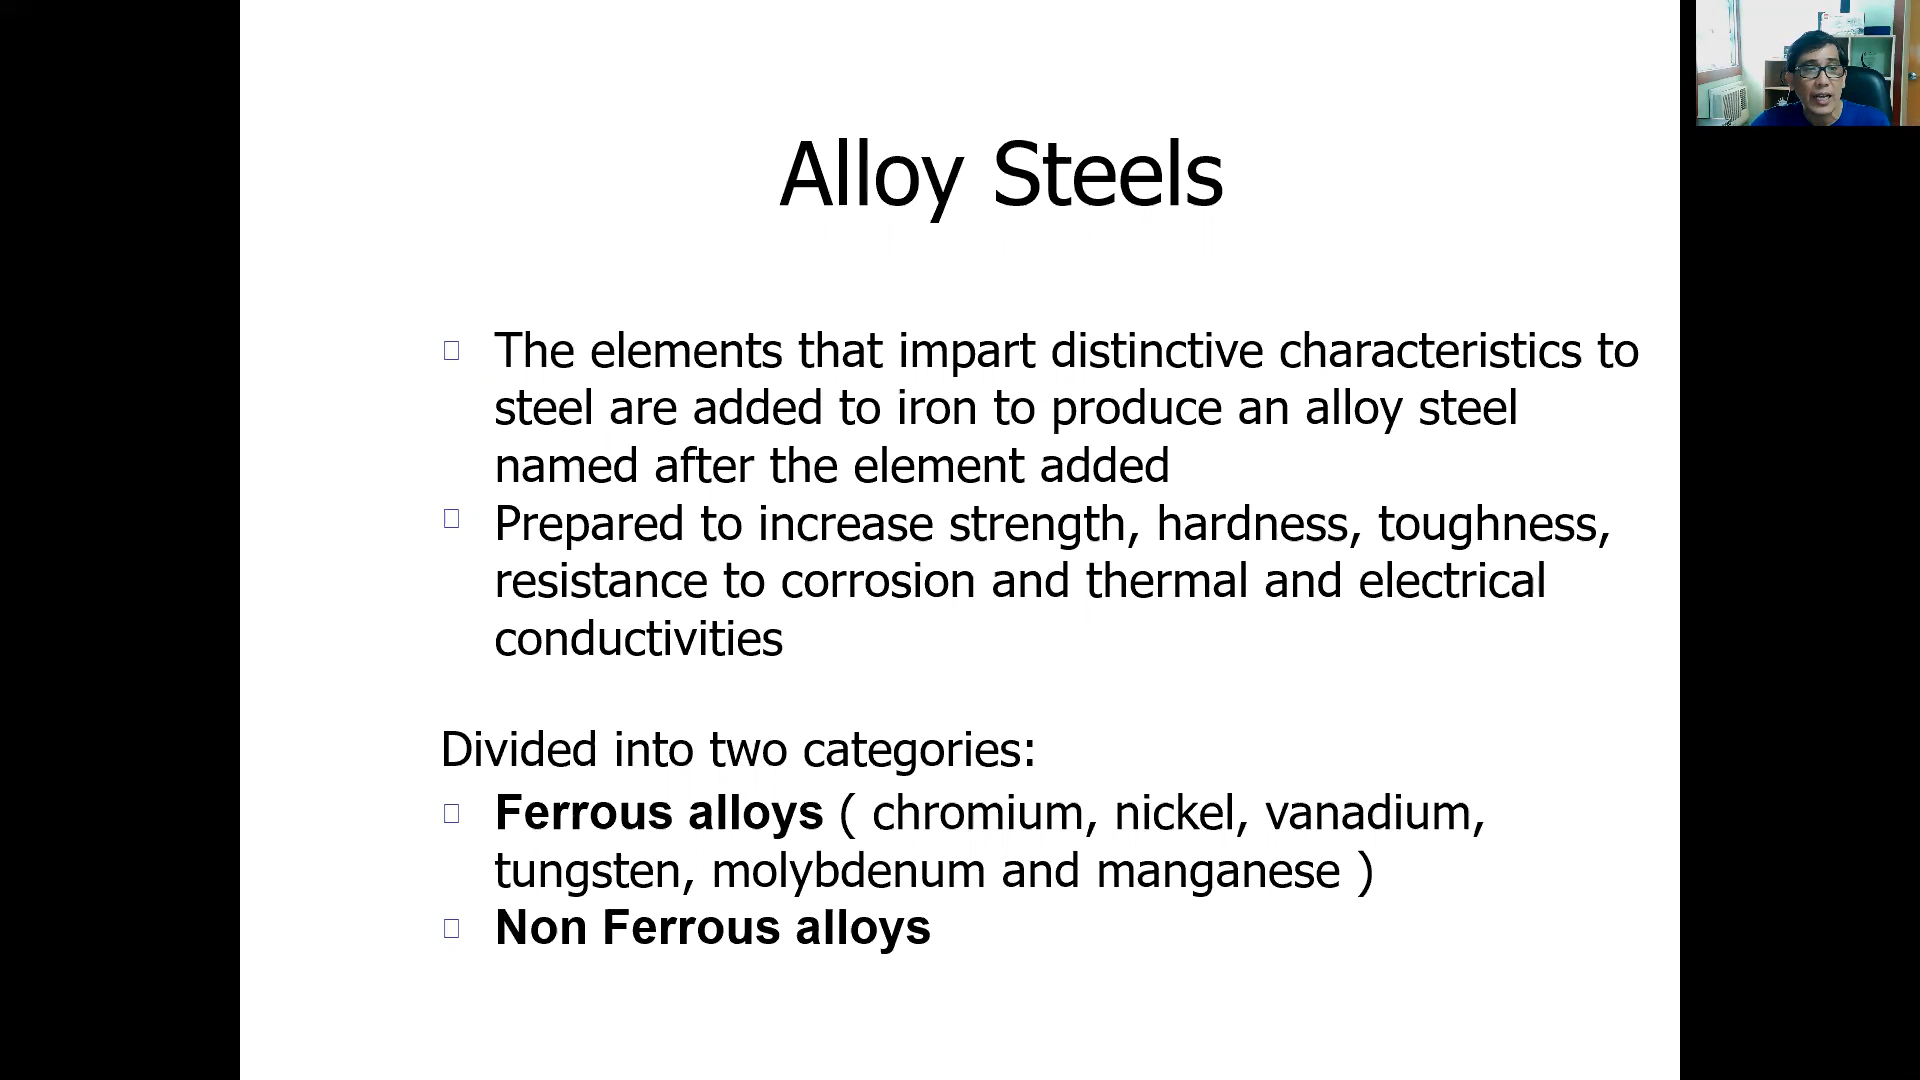 Alloy Steels
The elements that impart distinctive characteristics to
steel are added to iron to produce an alloy steel
named after the element added
Prepared to increase strength, hardness, toughness,
resistance to corrosion and thermal and electrical
conductivities
Divided into two categories:
Ferrous alloys ( chromium, nickel, vanadium,
tungsten, molybdenum and manganese )
Non Ferrous alloys